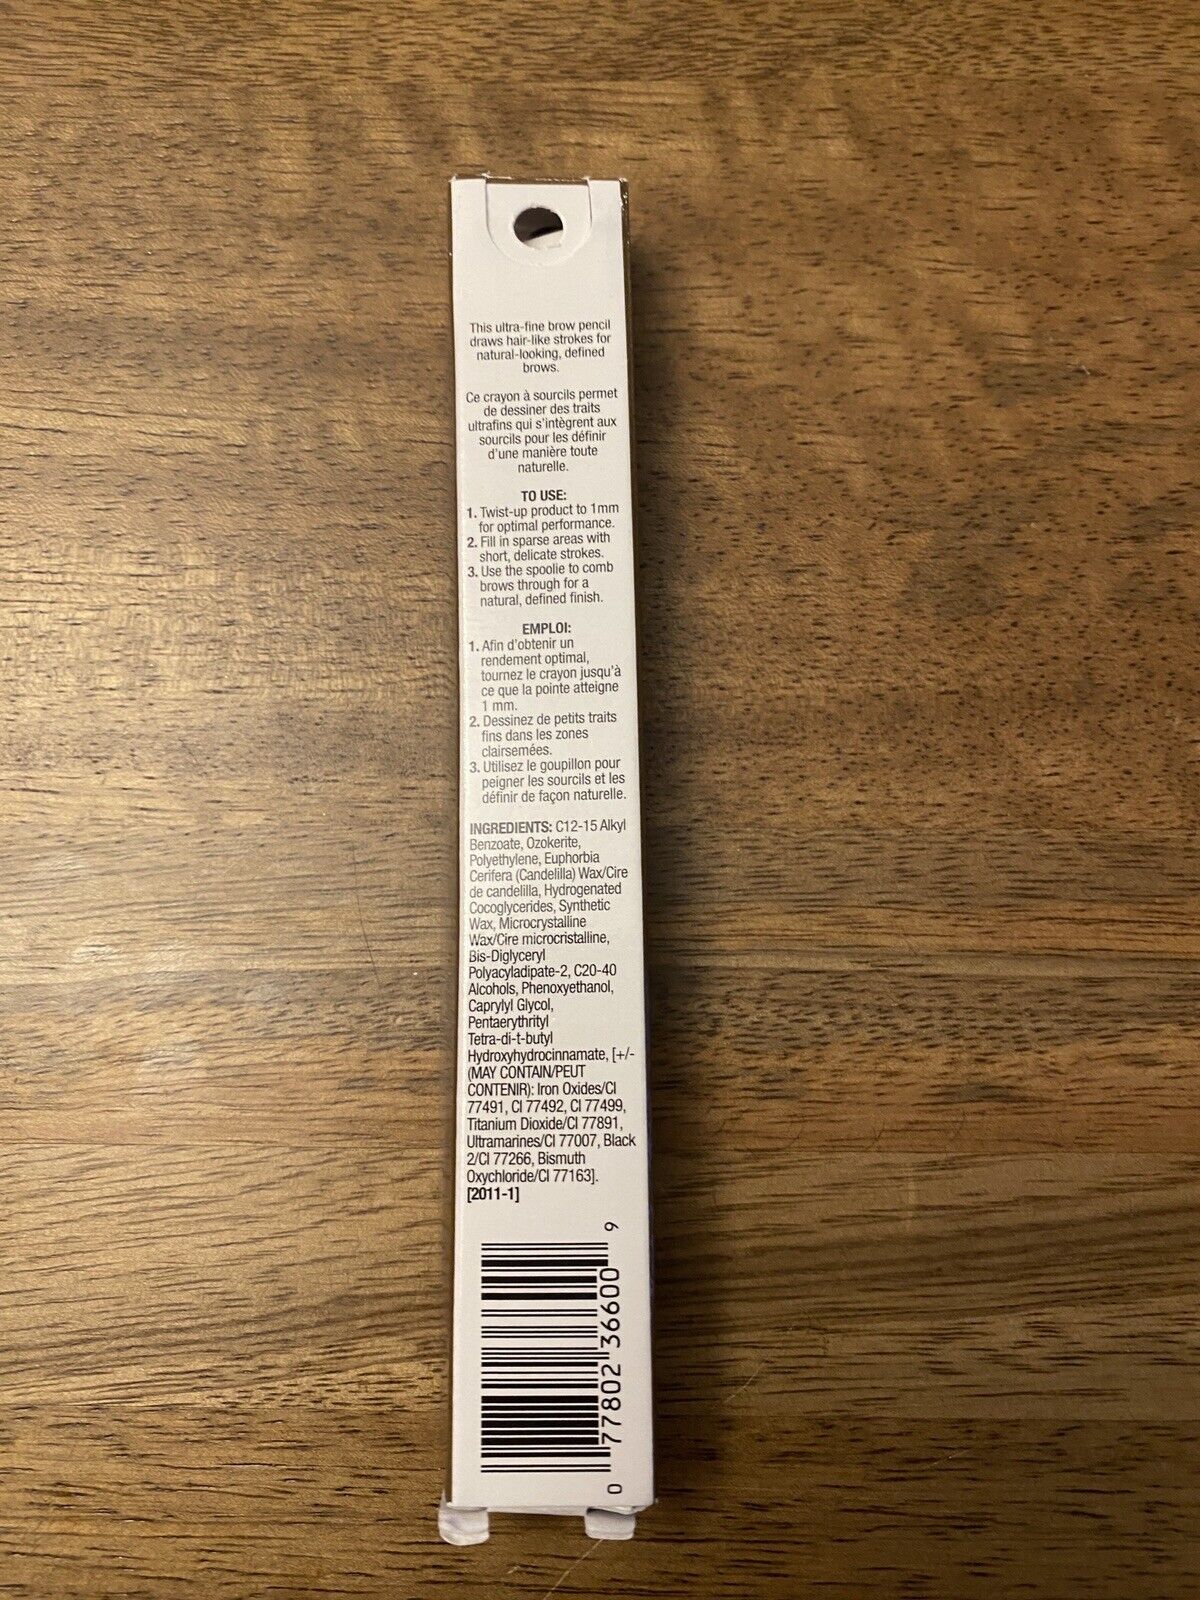 This ultra-fine brow pencil
draws hair-like strokes for
natural-looking, defined
brows.
Ce crayon à sourcils permet
de dessiner des traits
ultrafins qui s'intègrent aux
sourcils pour les définir
d'une manière toute
naturelle.
TO USE:
1. Twist-up product to 1mm
for optimal performance.
2. Fill in sparse areas with
short, delicate strokes.
3. Use the spoolie to comb
brows through for a
natural, defined finish.
EMPLOI:
1. Afin d'obtenir un
rendement optimal,
tournez le crayon jusqu'à
ce que la pointe atteigne
1 mm.
2. Dessinez de petits traits
fins dans les zones
clairsemées.
3. Utilisez le goupillon pour
peigner les sourcils et les
définir de façon naturelle.
INGREDIENTS: C12-15 Alkyl
Benzoate, Ozokerite,
Polyethylene, Euphorbia
Cerifera (Candelilla) Wax/Cire
de candelilla, Hydrogenated
Cocoglycerides, Synthetic
Wax, Microcrystalline
Wax/Cire microcristalline,
Bis-Diglyceryl
Polyacyladipate-2, C20-40
Alcohols, Phenoxyethanol,
Caprylyl Glycol,
Pentaerythrityl
Tetra-di-t-butyl
Hydroxyhydrocinnamate, [+/-
(MAY CONTAIN/PEUT
CONTENIR): Iron Oxides/CI
77491, CI 77492, CI 77499,
Titanium Dioxide/CI 77891,
Ultramarines/CI 77007, Black
2/CI 77266, Bismuth
Oxychloride/CI 77163].
[2011-1]
0 77802 36600 9